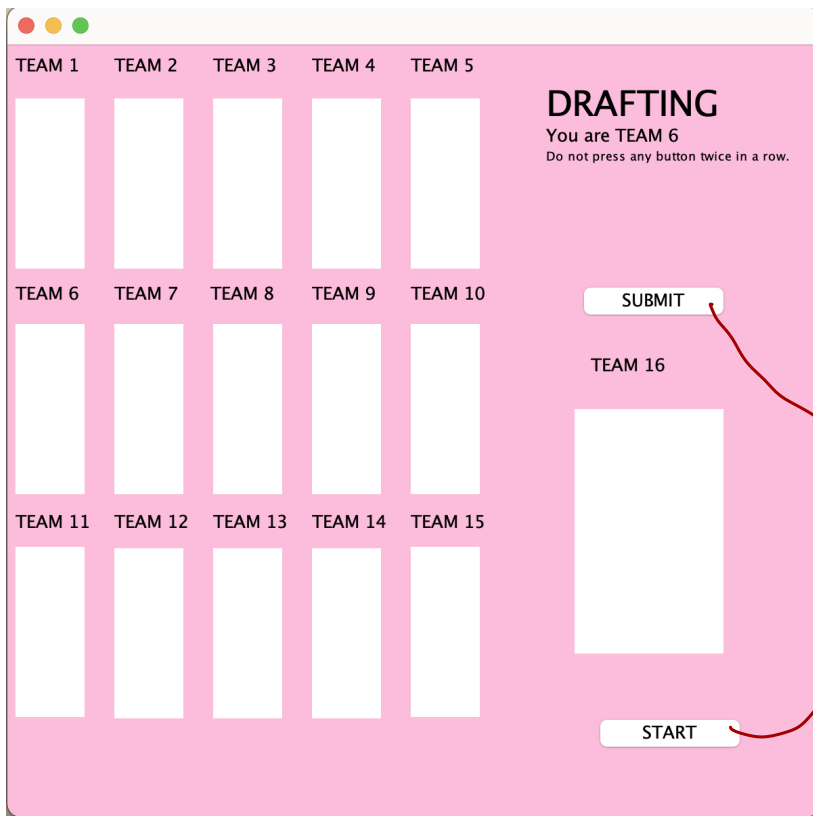 TEAM 1 TEAM 2 TEAM 3 TEAM 4 TEAM 5
DRAFTING
You are TEAM 6
Do not press any button twice in a row.
TEAM 6 TEAM 7 TEAM 8 TEAM 9 TEAM 10
SUBMIT
TEAM 16
TEAM 11 TEAM 12 TEAM 13 TEAM 14 TEAM 15
START